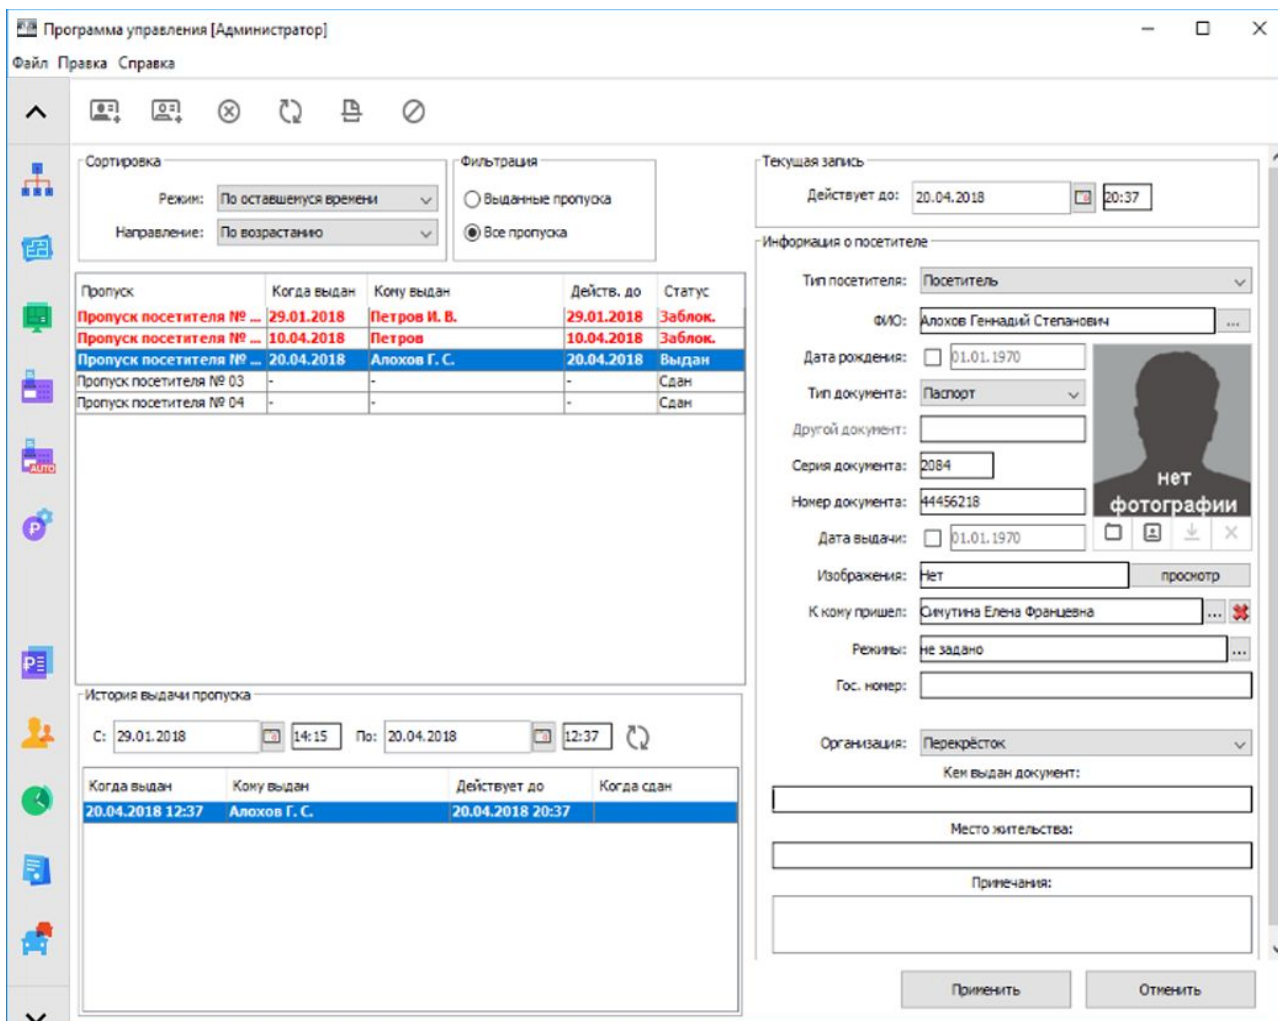 Программа управления [Администратор]
Файл Правка Справка
Сортировка
Режим: По оставшемуся времени
Направление: По возрастанию
Фильтрация
Выданные пропуска
Все пропуска
Пропуск Когда выдан Кому выдан Действ. до Статус
Пропуск посетителя № ... 29.01.2018 Петров И. В. 29.01.2018 Заблок.
Пропуск посетителя № ... 10.04.2018 Петров 10.04.2018 Заблок.
Пропуск посетителя № ... 20.04.2018 Алохов Г. С. 20.04.2018 Выдан
Пропуск посетителя № 03 - - - Сдан
Пропуск посетителя № 04 - - - Сдан
AUTO
История выдачи пропуска
С: 29.01.2018 14:15 По: 20.04.2018 12:37
Когда выдан Кому выдан Действует до Когда сдан
20.04.2018 12:37 Алохов Г. С. 20.04.2018 20:37
Текущая запись
Действует до: 20.04.2018 20:37
Информация о посетителе
Тип посетителя: Посетитель
ФИО: Алохов Геннадий Степанович ...
Дата рождения: 01.01.1970
Тип документа: Паспорт
Другой документ:
Серия документа: 2084
Номер документа: 44456218
нет
фотографии
Дата выдачи: 01.01.1970
Изображения: Нет просмотр
К кому пришел: Симутина Елена Францевна ...
Режимы: не задано ...
Гос. номер:
Организация: Перекрёсток
Кем выдан документ:
Место жительства:
Примечания:
Применить Отменить